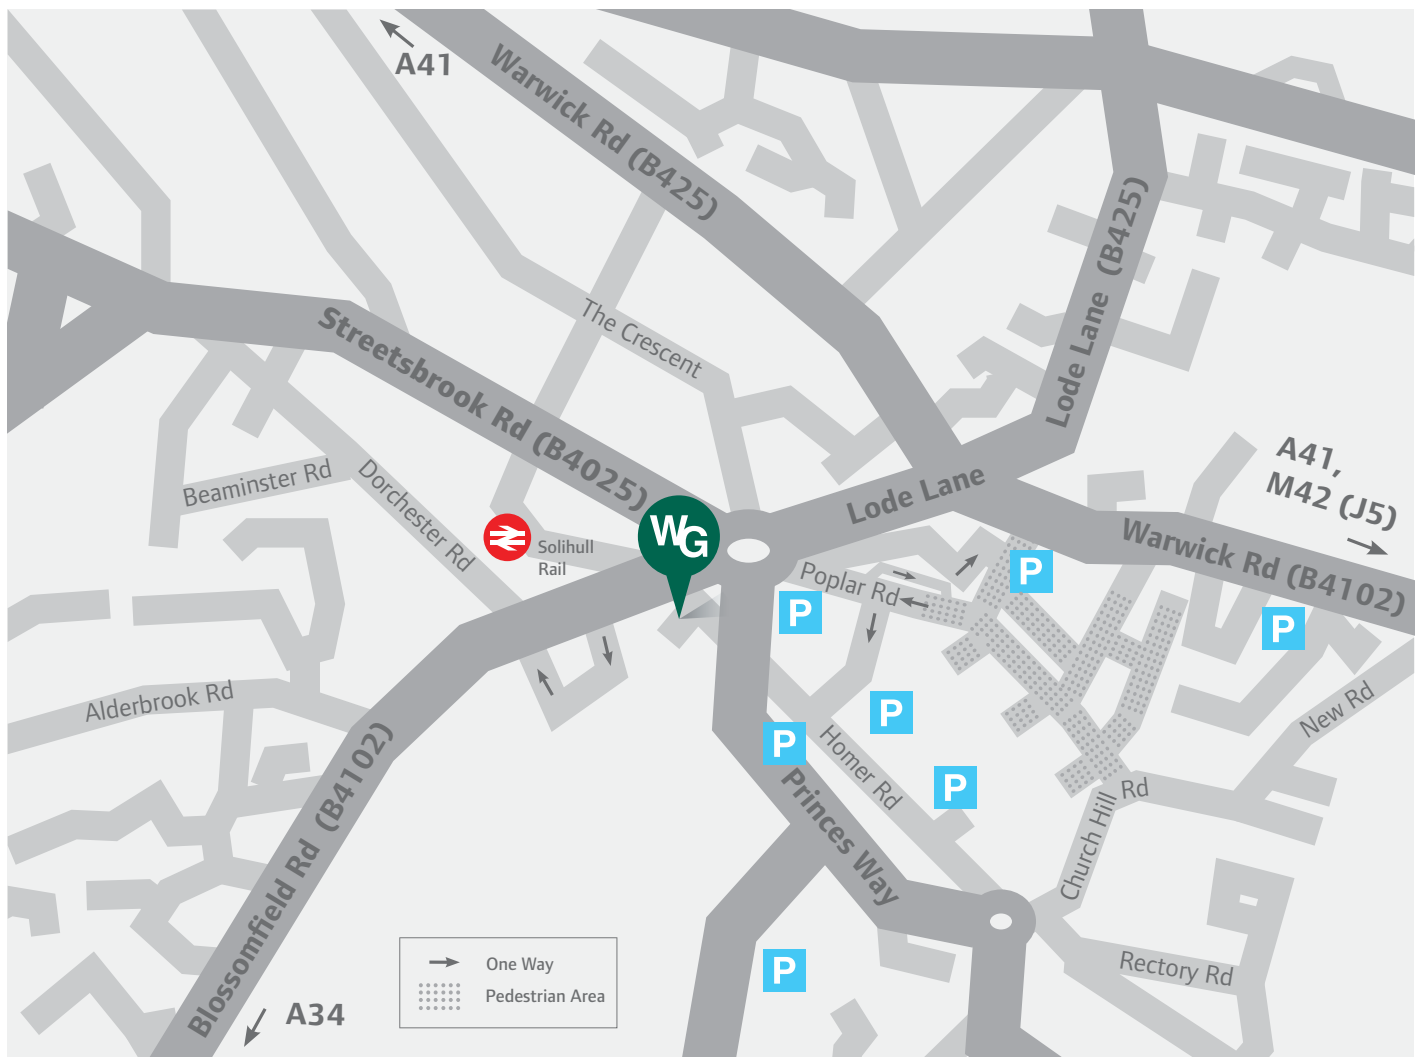 A41
Warwick Rd (B425)
Lode Lane (B425)
The Crescent
Streetsbrook Rd (B4025)
Beaminster Rd
Dorchester Rd
Solihull
Rail
WG
Lode Lane
A41,
M42 (J5)
Warwick Rd (B4102)
Poplar Rd
P
P
P
P
P
P
P
Alderbrook Rd
New Rd
Homer Rd
Princes Way
Church Hill
Rd
Blossomfield Rd (B4102)
Rectory Rd
One Way
Pedestrian Area
A34